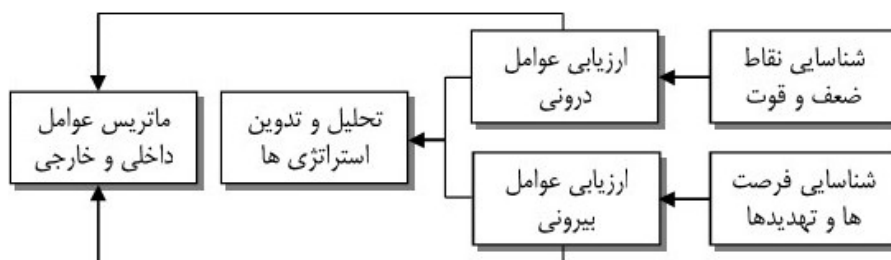 شناسایی نقاط
ضعف و قوت
ارزیابی عوامل
درونی
تحلیل و تدوین
استراتژی ها
ماتریس عوامل
داخلی و خارجی
شناسایی فرصت
ها و تهدیدها
ارزیابی عوامل
بیرونی